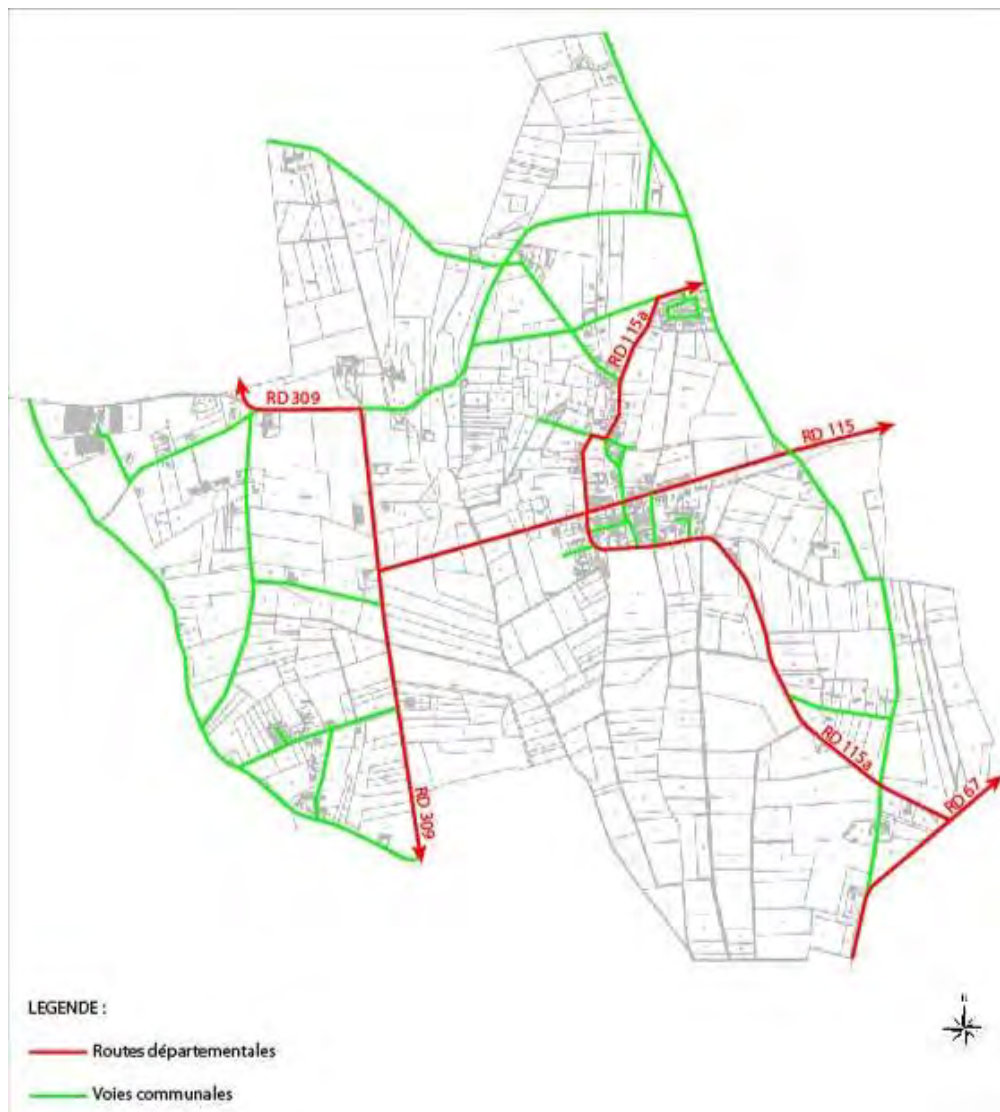 RD 115a
RD 309
RD 115
RD 115a
RD 67
RD 309
LEGENDE :
Routes départementales
Voies communales